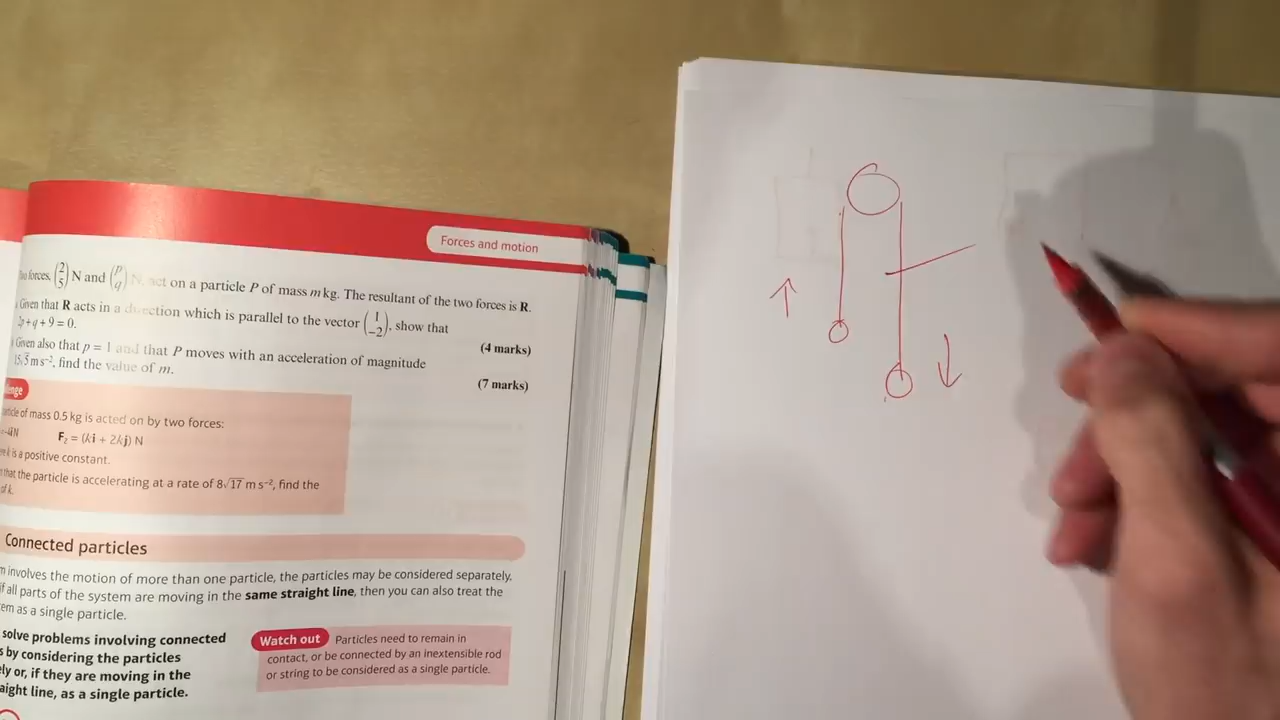 Forces and motion
forces, (2 5) N and (p q) N, act on a particle P of mass m kg. The resultant of the two forces is R.
Given that R acts in a direction which is parallel to the vector (1 −2), show that
2p + q + 9 = 0.
(4 marks)
Given also that p = 1 and that P moves with an acceleration of magnitude
15√5 m s⁻², find the value of m.
(7 marks)
of mass 0.5 kg is acted on by two forces:
N F₂ = (ki + 2kj) N
k is a positive constant.
that the particle is accelerating at a rate of 8√17 m s⁻², find the
of k.
Connected particles
involves the motion of more than one particle, the particles may be considered separately.
if all parts of the system are moving in the same straight line, then you can also treat the
as a single particle.
solve problems involving connected
by considering the particles
or, if they are moving in the
line, as a single particle.
Watch out Particles need to remain in
contact, or be connected by an inextensible rod
or string to be considered as a single particle.